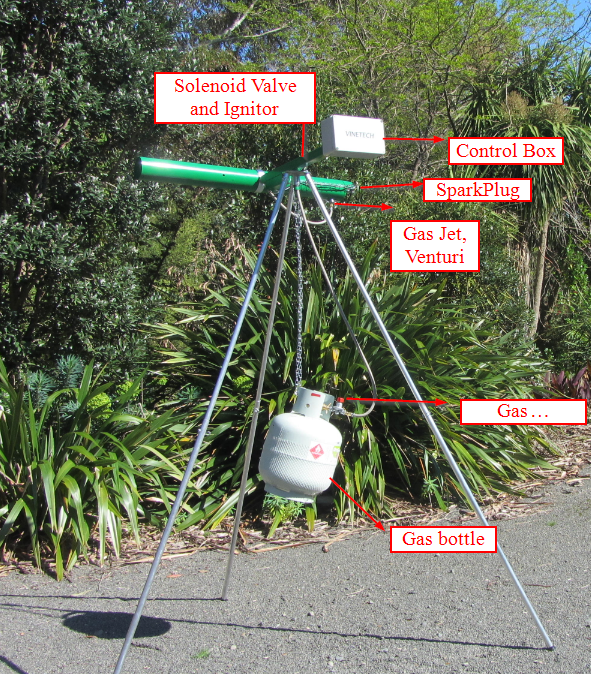 Solenoid Valve
and Ignitor
VINETECH
Control Box
SparkPlug
Gas Jet,
Venturi
Gas ...
Gas bottle